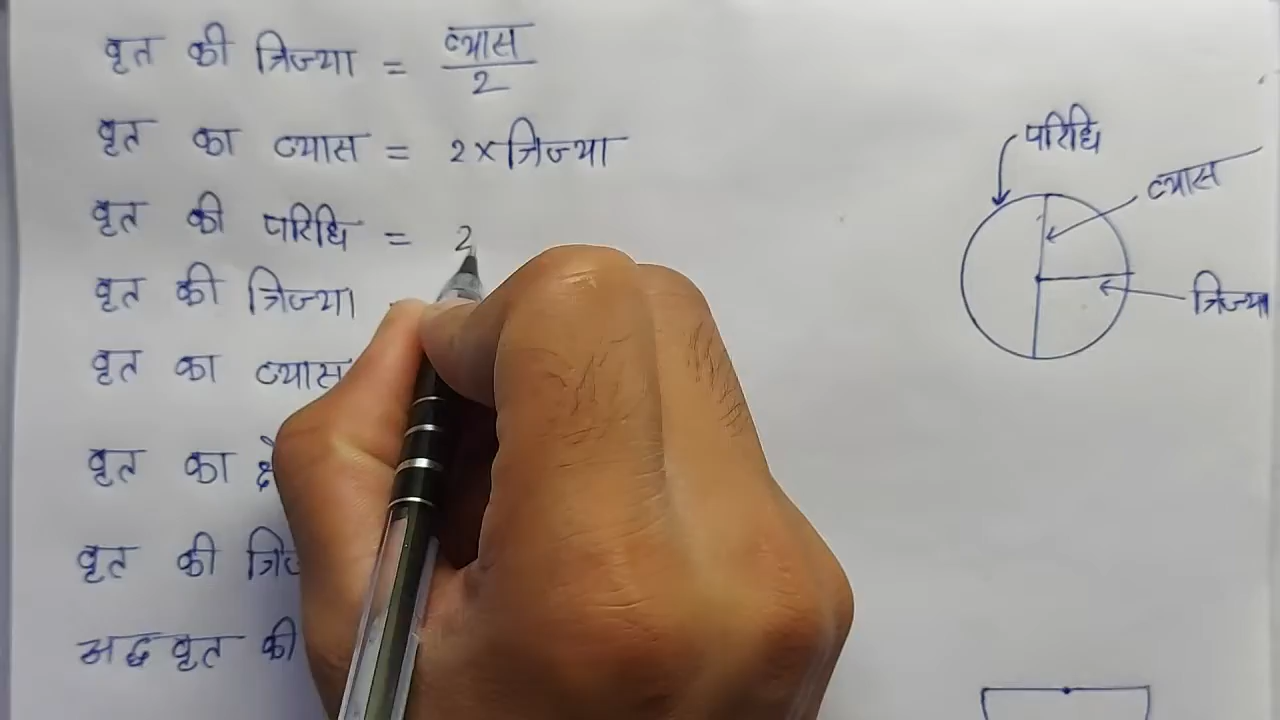 वृत की त्रिज्या = व्यास / 2
वृत का व्यास = 2 × त्रिज्या
वृत की परिधि = 2
वृत की त्रिज्या
वृत का व्यास
वृत का
वृत की
अर्द्ध वृत की
परिधि
व्यास
त्रिज्या